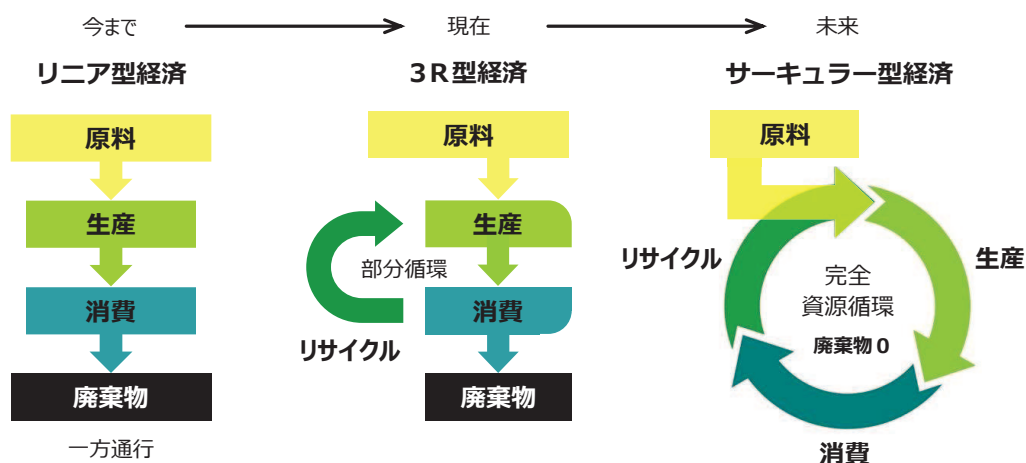 今まで
現在
未来
リニア型経済
3R型経済
サーキュラー型経済
原料
生産
消費
廃棄物
一方通行
原料
生産
部分循環
消費
リサイクル
廃棄物
原料
リサイクル
生産
完全
資源循環
廃棄物0
消費